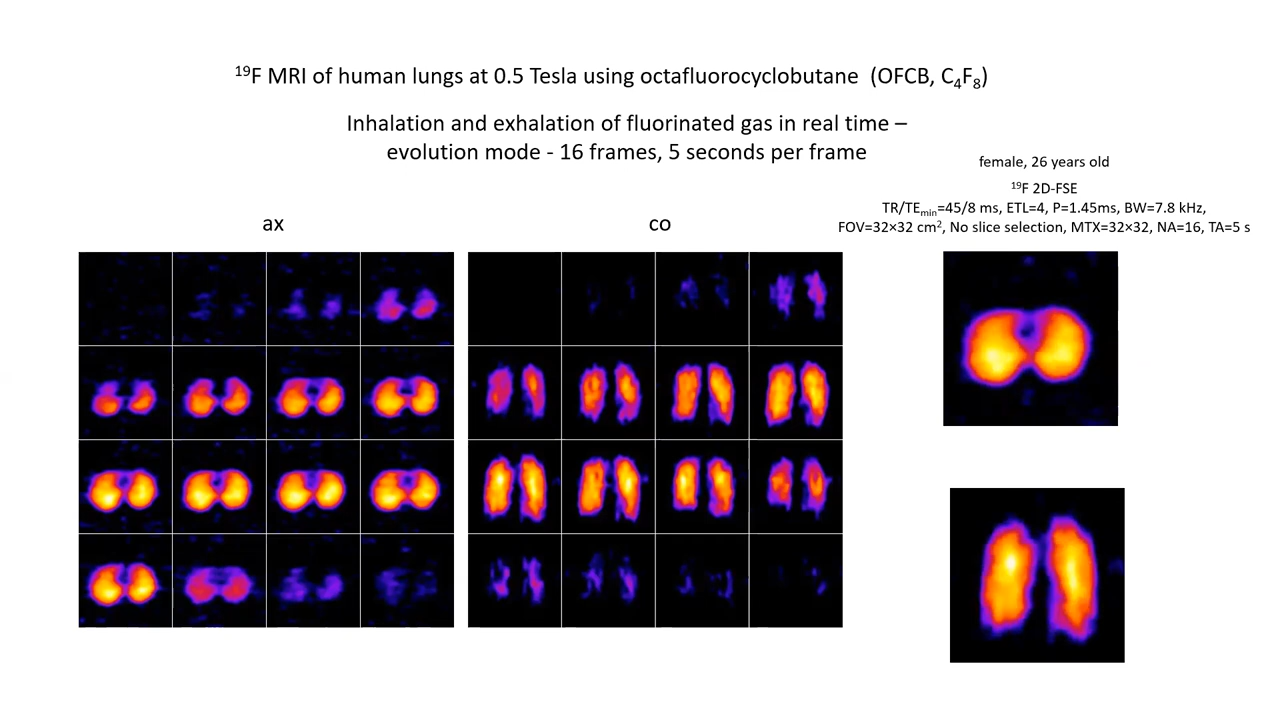 ¹⁹F MRI of human lungs at 0.5 Tesla using octafluorocyclobutane (OFCB, C₄F₈)
Inhalation and exhalation of fluorinated gas in real time –
evolution mode - 16 frames, 5 seconds per frame
female, 26 years old
¹⁹F 2D-FSE
TR/TEmin=45/8 ms, ETL=4, P=1.45ms, BW=7.8 kHz,
FOV=32×32 cm², No slice selection, MTX=32×32, NA=16, TA=5 s
ax
co